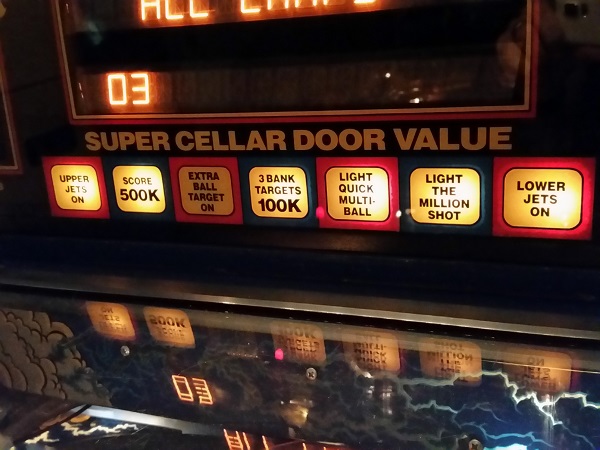 03
SUPER CELLAR DOOR VALUE
UPPER
JETS
ON
SCORE
500K
EXTRA
BALL
TARGET
ON
3 BANK
TARGETS
100K
LIGHT
QUICK
MULTI-
BALL
LIGHT
THE
MILLION
SHOT
LOWER
JETS
ON